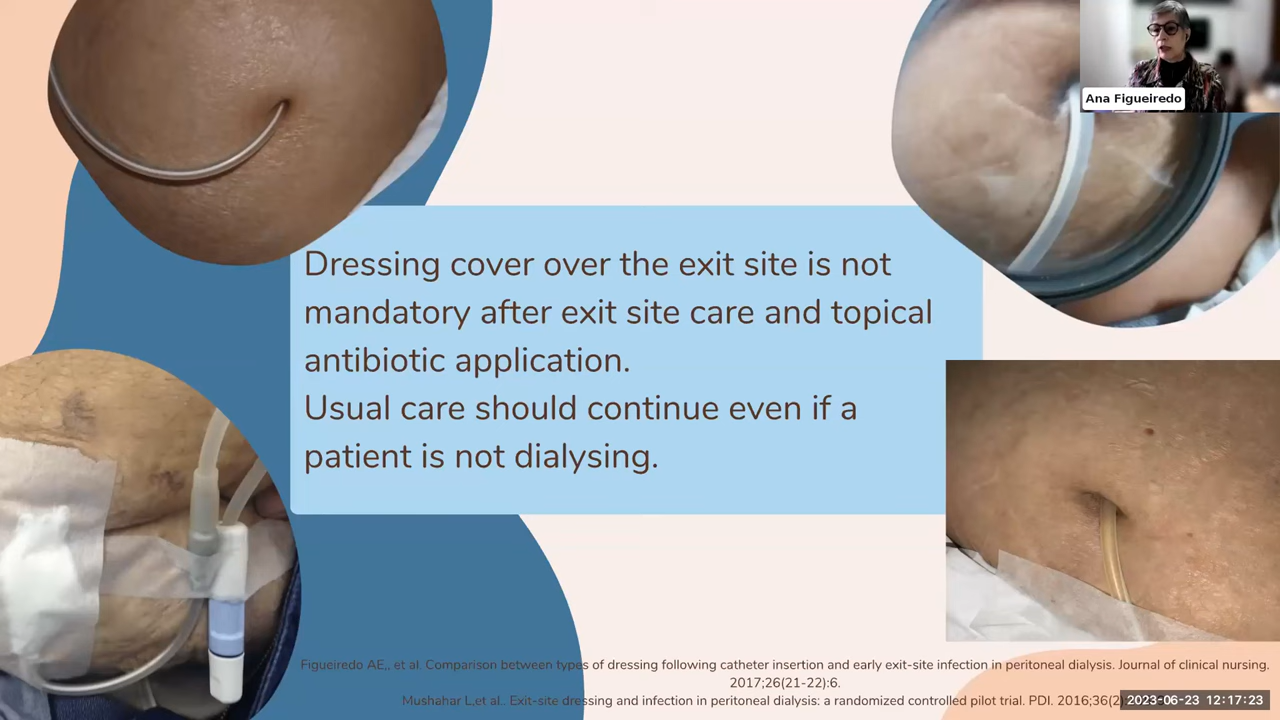 Ana Figueiredo
Dressing cover over the exit site is not
mandatory after exit site care and topical
antibiotic application.
Usual care should continue even if a
patient is not dialysing.
Figueiredo AE,. et al. Comparison between types of dressing following catheter insertion and early exit-site infection in peritoneal dialysis. Journal of clinical nursing.
2017;26(21-22):6.
Mushahar L,et al.. Exit-site dressing and infection in peritoneal dialysis: a randomized controlled pilot trial. PDI. 2016;36(2)
2023-06-23 12:17:23